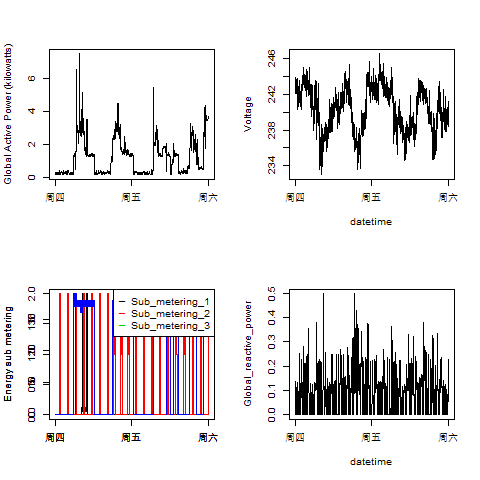 Global Active Power (kilowatts)
6
4
2
0
周四 周五 周六
Voltage
246
242
238
234
周四 周五 周六
datetime
Energy sub metering
2.0
Sub_metering_1
Sub_metering_2
Sub_metering_3
周四 周五 周六
Global_reactive_power
0.5
0.4
0.3
0.2
0.1
0.0
周四 周五 周六
datetime